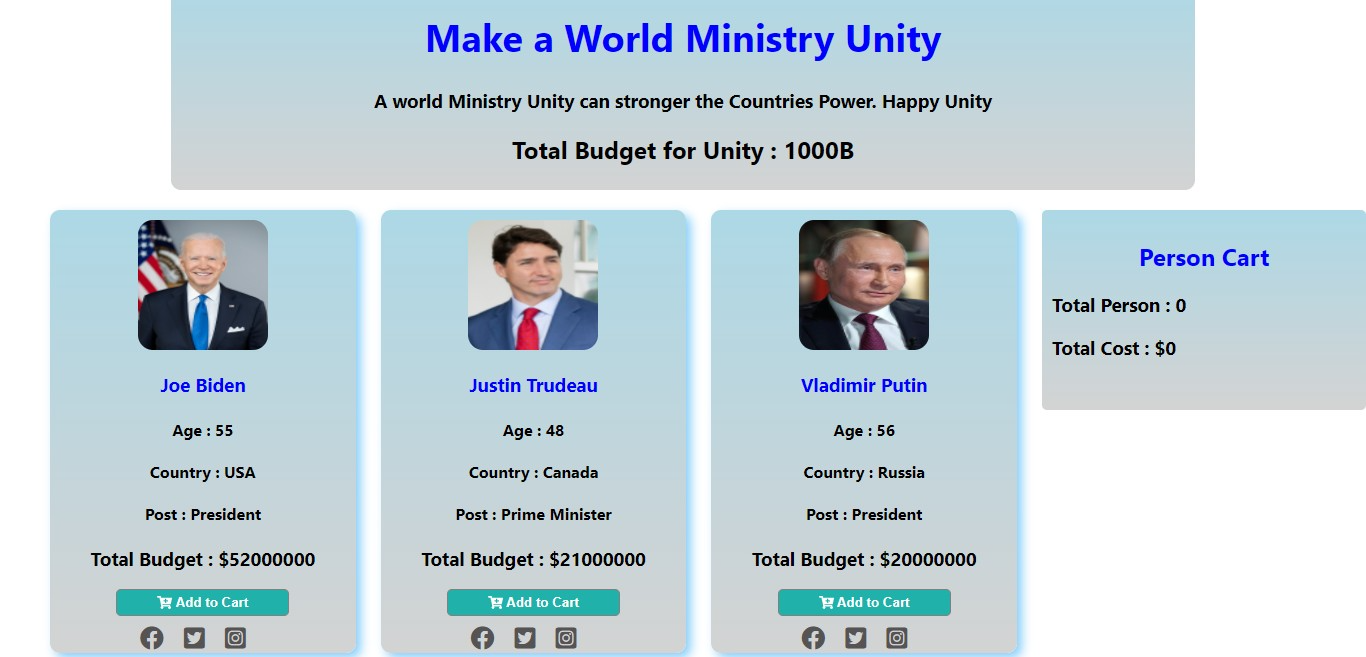 Make a World Ministry Unity
A world Ministry Unity can stronger the Countries Power. Happy Unity
Total Budget for Unity : 1000B
Joe Biden
Age : 55
Country : USA
Post : President
Total Budget : $52000000
Add to Cart
Justin Trudeau
Age : 48
Country : Canada
Post : Prime Minister
Total Budget : $21000000
Add to Cart
Vladimir Putin
Age : 56
Country : Russia
Post : President
Total Budget : $20000000
Add to Cart
Person Cart
Total Person : 0
Total Cost : $0